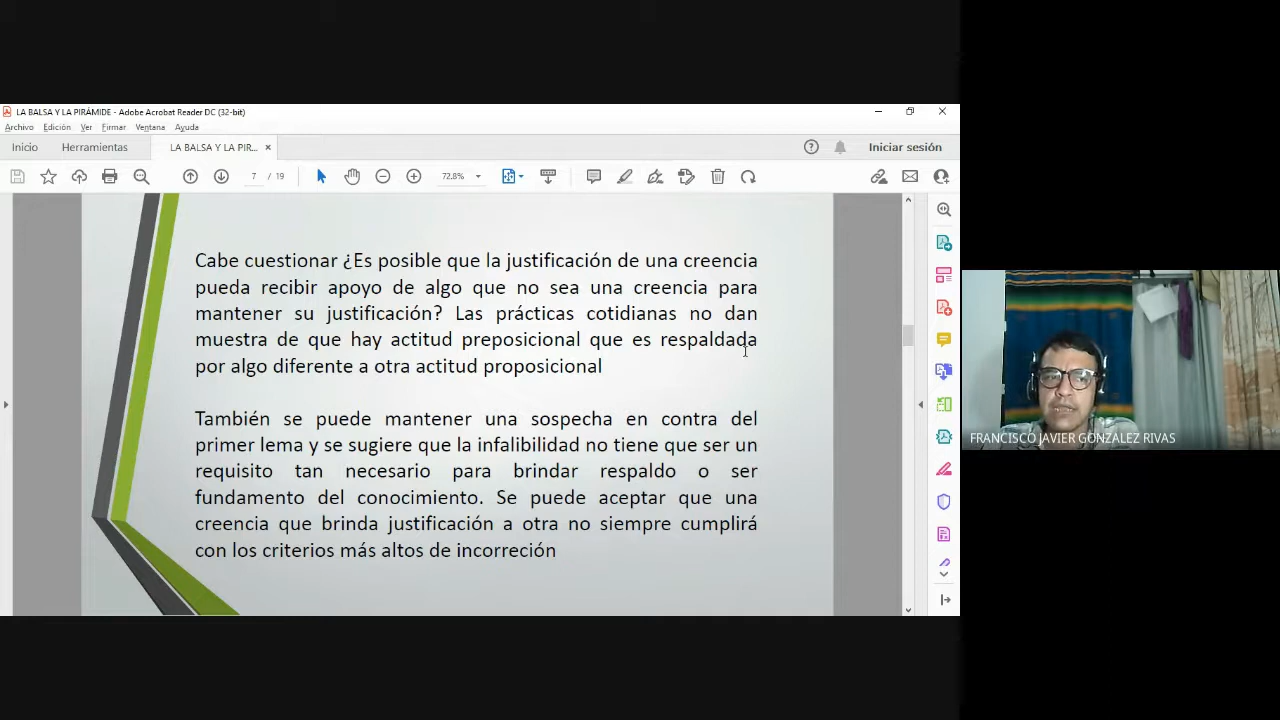 LA BALSA Y LA PIRÁMIDE - Adobe Acrobat Reader DC (32-bit)
Archivo Edición Ver Firmar Ventana Ayuda
Inicio Herramientas LA BALSA Y LA PIR... × Iniciar sesión
7 / 19 72.8%
Cabe cuestionar ¿Es posible que la justificación de una creencia
pueda recibir apoyo de algo que no sea una creencia para
mantener su justificación? Las prácticas cotidianas no dan
muestra de que hay actitud preposicional que es respaldada
por algo diferente a otra actitud proposicional
También se puede mantener una sospecha en contra del
primer lema y se sugiere que la infalibilidad no tiene que ser un
requisito tan necesario para brindar respaldo o ser
fundamento del conocimiento. Se puede aceptar que una
creencia que brinda justificación a otra no siempre cumplirá
con los criterios más altos de incorreción
FRANCISCO JAVIER GONZALEZ RIVAS